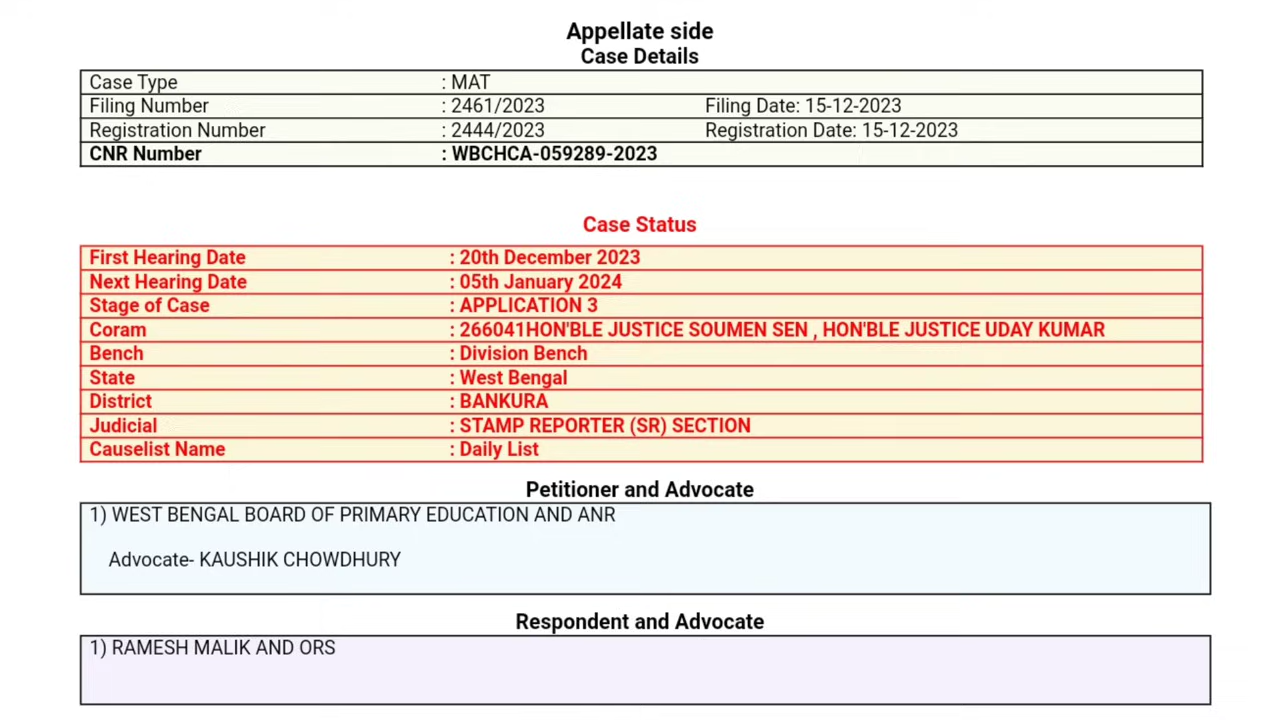 Appellate side
Case Details
Case Type : MAT
Filing Number : 2461/2023 Filing Date: 15-12-2023
Registration Number : 2444/2023 Registration Date: 15-12-2023
CNR Number : WBCHCA-059289-2023
Case Status
First Hearing Date : 20th December 2023
Next Hearing Date : 05th January 2024
Stage of Case : APPLICATION 3
Coram : 266041HON'BLE JUSTICE SOUMEN SEN , HON'BLE JUSTICE UDAY KUMAR
Bench : Division Bench
State : West Bengal
District : BANKURA
Judicial : STAMP REPORTER (SR) SECTION
Causelist Name : Daily List
Petitioner and Advocate
1) WEST BENGAL BOARD OF PRIMARY EDUCATION AND ANR
Advocate- KAUSHIK CHOWDHURY
Respondent and Advocate
1) RAMESH MALIK AND ORS